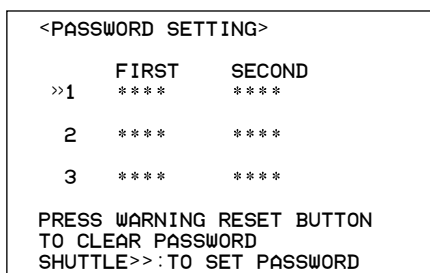 <PASSWORD SETTING>
FIRST SECOND
»1 **** ****
2 **** ****
3 **** ****
PRESS WARNING RESET BUTTON
TO CLEAR PASSWORD
SHUTTLE>>:TO SET PASSWORD